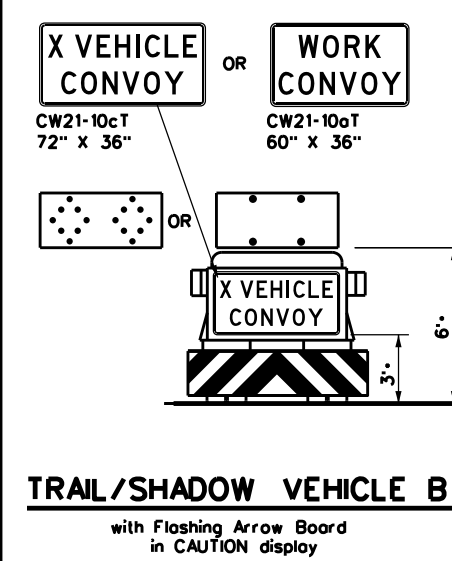 X VEHICLE
CONVOY
OR
WORK
CONVOY
CW21-10cT
72" X 36"
CW21-10aT
60" X 36"
OR
X VEHICLE
CONVOY
6'
3'
TRAIL/SHADOW VEHICLE B
with Flashing Arrow Board
in CAUTION display